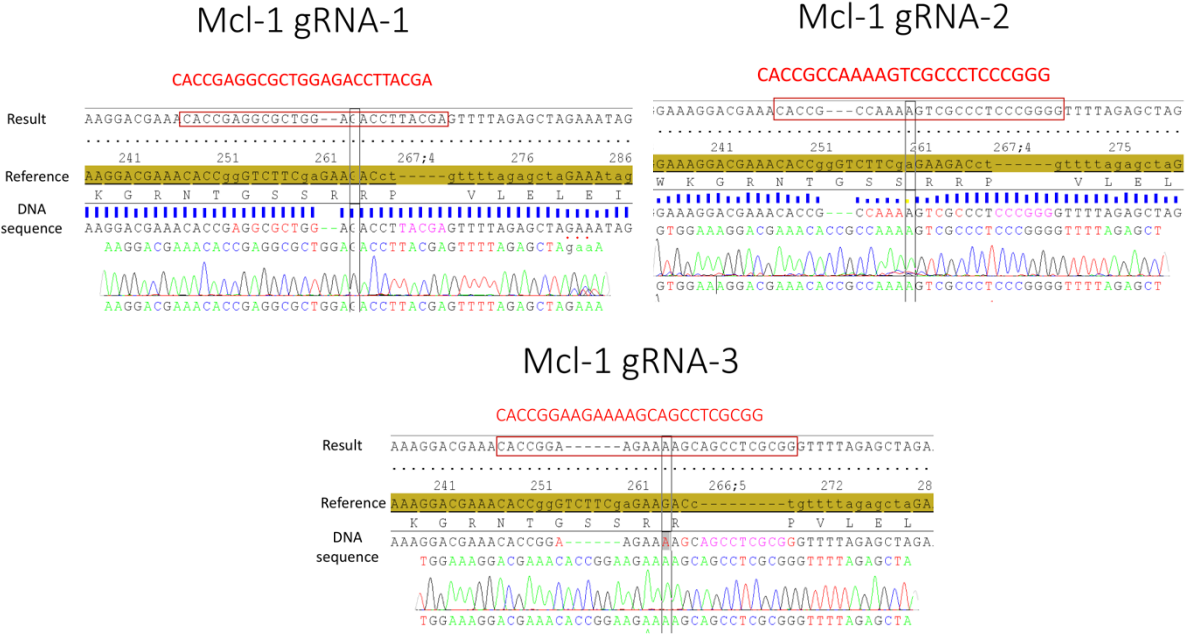 Mcl-1 gRNA-1
CACCGAGGCGCTGGAGACCTTACGA
Result
AAGGACGAAACACCGAGGCGCTGG--ACACCTTACGAGTTTTAGAGCTAGAAATAG
241 251 261 267;4 276 286
Reference
AAGGACGAAACACCggGTCTTCgaGAAGACct-----gttttagagctaGAAAtag
K G R N T G S S R R P V L E L E I
DNA
sequence
AAGGACGAAACACCGAGGCGCTGG--ACACCTTACGAGTTTTAGAGCTAGAAATAG
AAGGACGAAACACCGAGGCGCTGGACACCTTACGAGTTTTAGAGCTAgaaA
AAGGACGAAACACCGAGGCGCTGGACACCTTACGAGTTTTAGAGCTAGAAA
Mcl-1 gRNA-2
CACCGCCAAAAGTCGCCCTCCCGGG
GAAAGGACGAAACACCG---CCAAAAGTCGCCCTCCCGGGGTTTTAGAGCTAG
241 251 261 267;4 275
GAAAGGACGAAACACCggGTCTTCgaGAAGACct-----gttttagagctaG
W K G R N T G S S R R P V L E L
GAAAGGACGAAACACCG---CCAAAAGTCGCCCTCCCGGGGTTTTAGAGCTAG
GTGGAAAGGACGAAACACCGCCAAAAGTCGCCCTCCCGGGGTTTTAGAGCT
GTGGAAAGGACGAAACACCGCCAAAAGTCGCCCTCCCGGGGTTTTAGAGCT
Mcl-1 gRNA-3
CACCGGAAGAAAAGCAGCCTCGCGG
Result
AAAGGACGAAACACCGGA------AGAAAAGCAGCCTCGCGGGTTTTAGAGCTAGA
241 251 261 266;5 272 28
Reference
AAAGGACGAAACACCggGTCTTCgaGAAGACc---------tgttttagagctaGA
K G R N T G S S R R P V L E L
DNA
sequence
AAAGGACGAAACACCGGA------AGAAAAGCAGCCTCGCGGGTTTTAGAGCTAGA
TGGAAAGGACGAAACACCGGAAGAAAAGCAGCCTCGCGGGTTTTAGAGCTA
TGGAAAGGACGAAACACCGGAAGAAAAGCAGCCTCGCGGGTTTTAGAGCTA